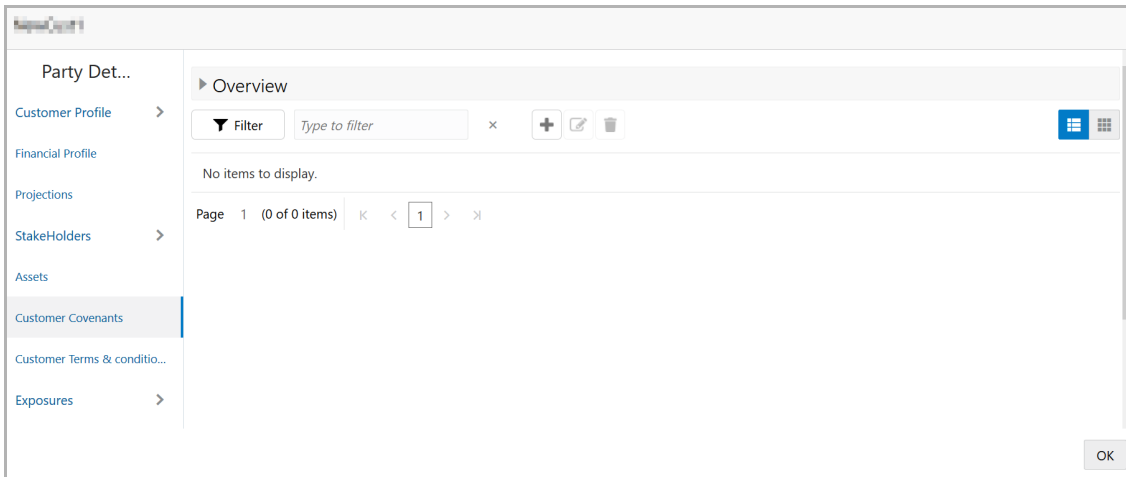 Party Det...
Customer Profile
Financial Profile
Projections
StakeHolders
Assets
Customer Covenants
Customer Terms & conditio...
Exposures
Overview
Filter Type to filter
No items to display.
Page 1 (0 of 0 items) 1
OK